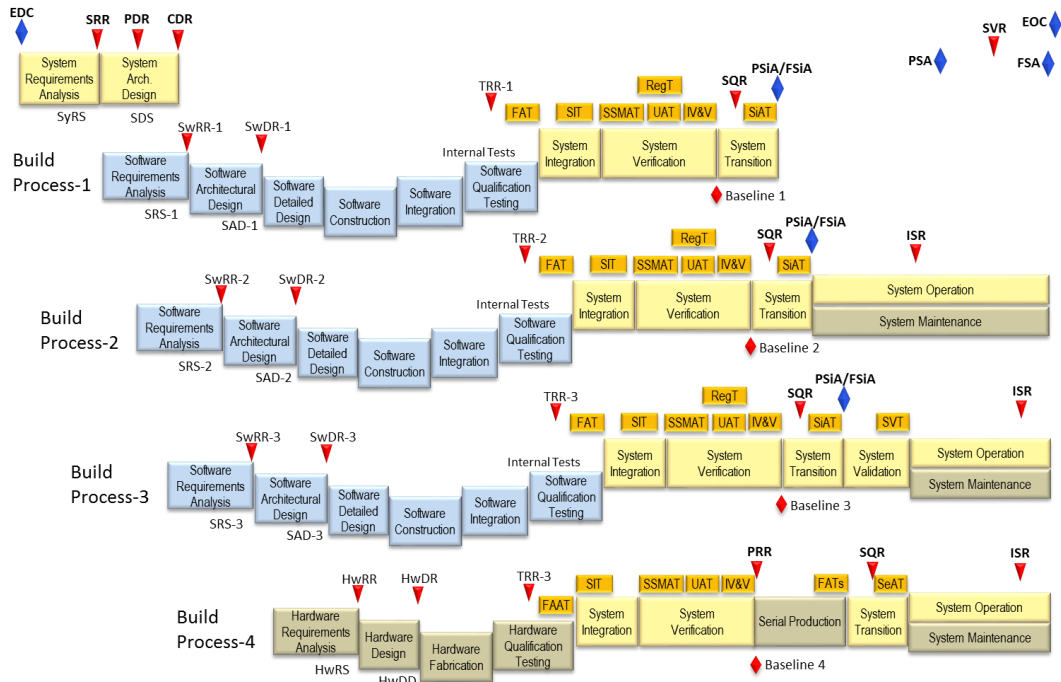 EDC
SRR
PDR
CDR
SVR
EOC
PSA
FSA
System
Requirements
Analysis
System
Arch.
Design
SyRS
SDS
Build
Process-1
SwRR-1
SwDR-1
TRR-1
RegT
SQR
PSiA/FSiA
FAT
SIT
SSMAT
UAT
IV&V
SiAT
Internal Tests
Software
Requirements
Analysis
Software
Architectural
Design
Software
Detailed
Design
Software
Construction
Software
Integration
Software
Qualification
Testing
System
Integration
System
Verification
System
Transition
SRS-1
SAD-1
Baseline 1
Build
Process-2
SwRR-2
SwDR-2
TRR-2
RegT
SQR
PSiA/FSiA
ISR
FAT
SIT
SSMAT
UAT
IV&V
SiAT
Internal Tests
Software
Requirements
Analysis
Software
Architectural
Design
Software
Detailed
Design
Software
Construction
Software
Integration
Software
Qualification
Testing
System
Integration
System
Verification
System
Transition
System Operation
System Maintenance
SRS-2
SAD-2
Baseline 2
Build
Process-3
SwRR-3
SwDR-3
TRR-3
RegT
SQR
PSiA/FSiA
ISR
FAT
SIT
SSMAT
UAT
IV&V
SiAT
SVT
Internal Tests
Software
Requirements
Analysis
Software
Architectural
Design
Software
Detailed
Design
Software
Construction
Software
Integration
Software
Qualification
Testing
System
Integration
System
Verification
System
Transition
System
Validation
System Operation
System Maintenance
SRS-3
SAD-3
Baseline 3
Build
Process-4
HwRR
HwDR
TRR-3
PRR
SQR
ISR
FAAT
SIT
SSMAT
UAT
IV&V
FATs
SeAT
Hardware
Requirements
Analysis
Hardware
Design
Hardware
Fabrication
Hardware
Qualification
Testing
System
Integration
System
Verification
Serial Production
System
Transition
System Operation
System Maintenance
HwRS
HwDD
Baseline 4